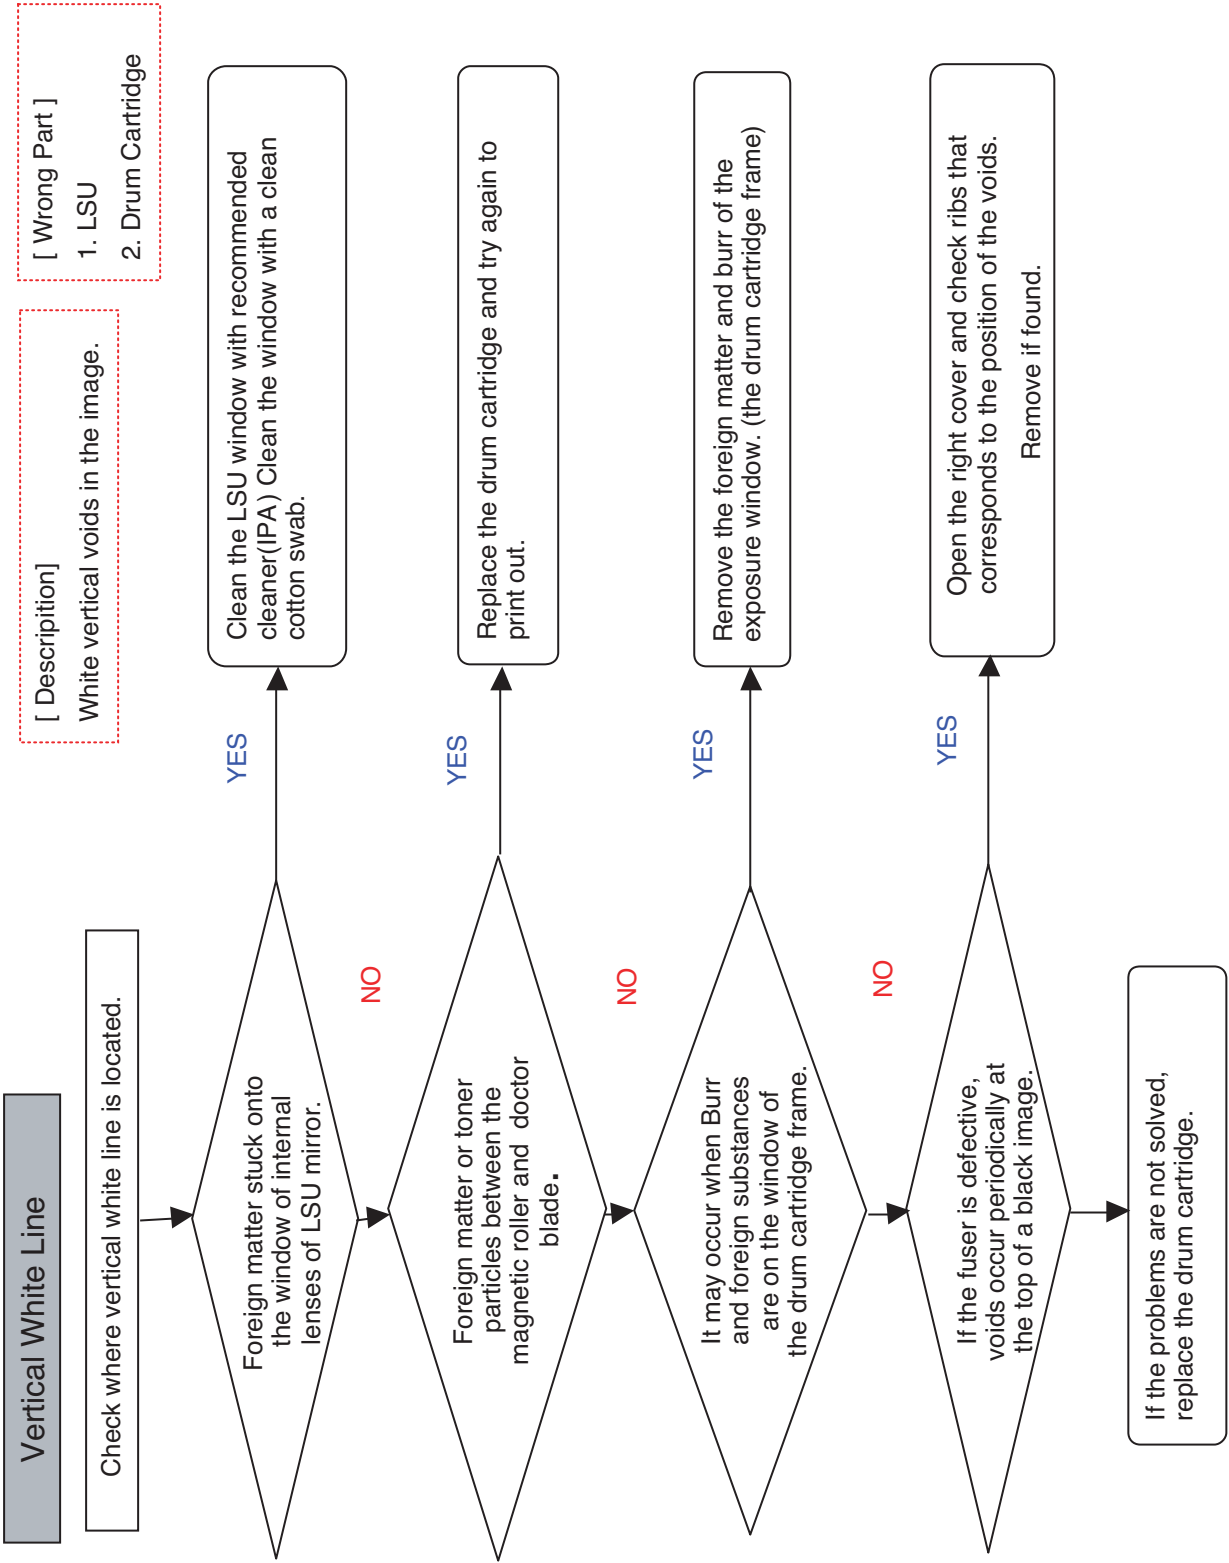 Vertical White Line
[ Descripition]
White vertical voids in the image.
[ Wrong Part ]
1. LSU
2. Drum Cartridge
Check where vertical white line is located.
Foreign matter stuck onto
the window of internal
lenses of LSU mirror.
YES
Clean the LSU window with recommended
cleaner(IPA) Clean the window with a clean
cotton swab.
NO
Foreign matter or toner
particles between the
magnetic roller and doctor
blade.
YES
Replace the drum cartridge and try again to
print out.
NO
It may occur when Burr
and foreign substances
are on the window of
the drum cartridge frame.
YES
Remove the foreign matter and burr of the
exposure window. (the drum cartridge frame)
NO
If the fuser is defective,
voids occur periodically at
the top of a black image.
YES
Open the right cover and check ribs that
corresponds to the position of the voids.
Remove if found.
If the problems are not solved,
replace the drum cartridge.